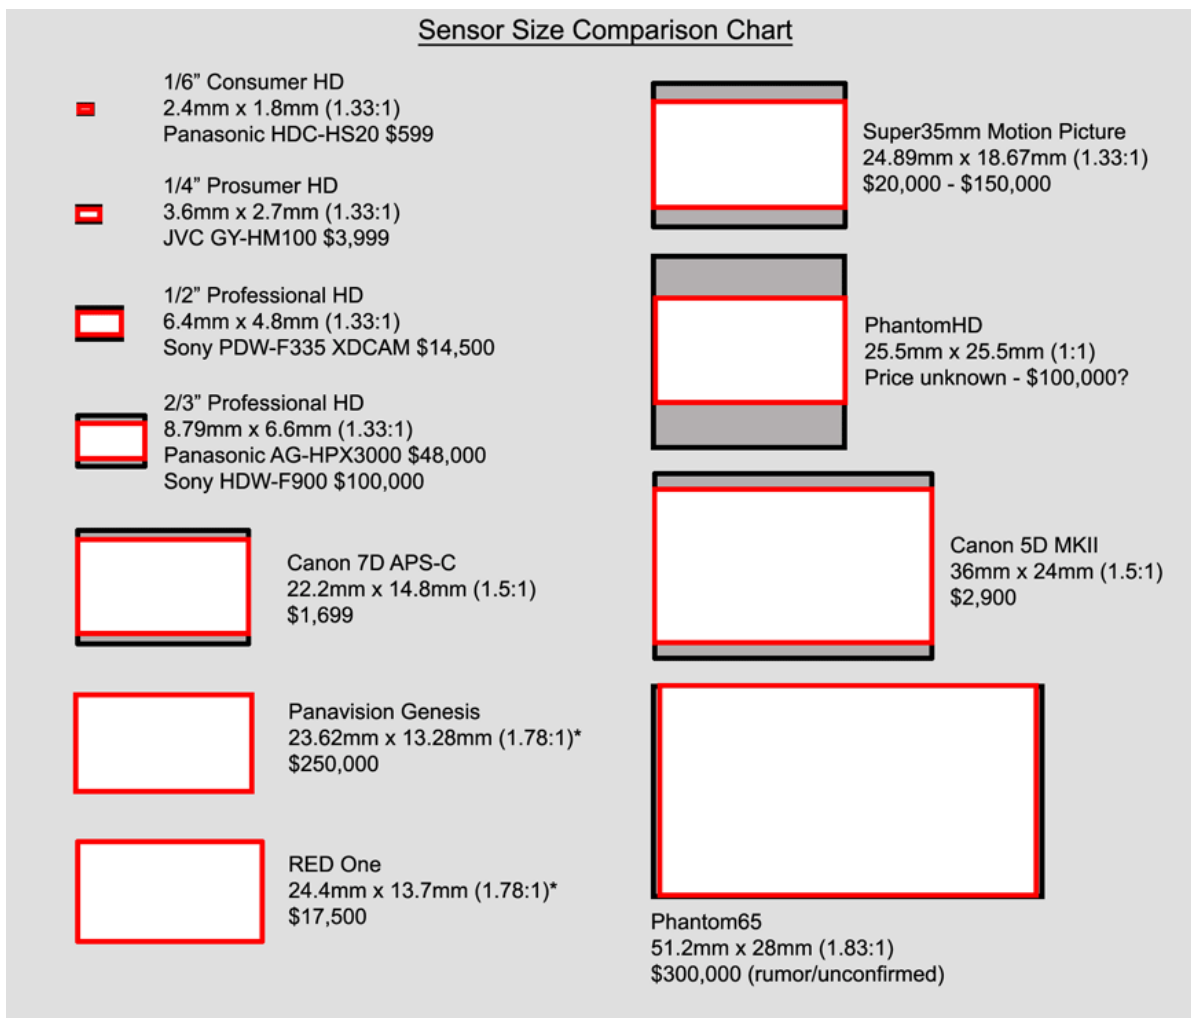 Sensor Size Comparison Chart
1/6” Consumer HD
2.4mm x 1.8mm (1.33:1)
Panasonic HDC-HS20 $599
1/4” Prosumer HD
3.6mm x 2.7mm (1.33:1)
JVC GY-HM100 $3,999
1/2” Professional HD
6.4mm x 4.8mm (1.33:1)
Sony PDW-F335 XDCAM $14,500
2/3” Professional HD
8.79mm x 6.6mm (1.33:1)
Panasonic AG-HPX3000 $48,000
Sony HDW-F900 $100,000
Canon 7D APS-C
22.2mm x 14.8mm (1.5:1)
$1,699
Panavision Genesis
23.62mm x 13.28mm (1.78:1)*
$250,000
RED One
24.4mm x 13.7mm (1.78:1)*
$17,500
Super35mm Motion Picture
24.89mm x 18.67mm (1.33:1)
$20,000 - $150,000
PhantomHD
25.5mm x 25.5mm (1:1)
Price unknown - $100,000?
Canon 5D MKII
36mm x 24mm (1.5:1)
$2,900
Phantom65
51.2mm x 28mm (1.83:1)
$300,000 (rumor/unconfirmed)